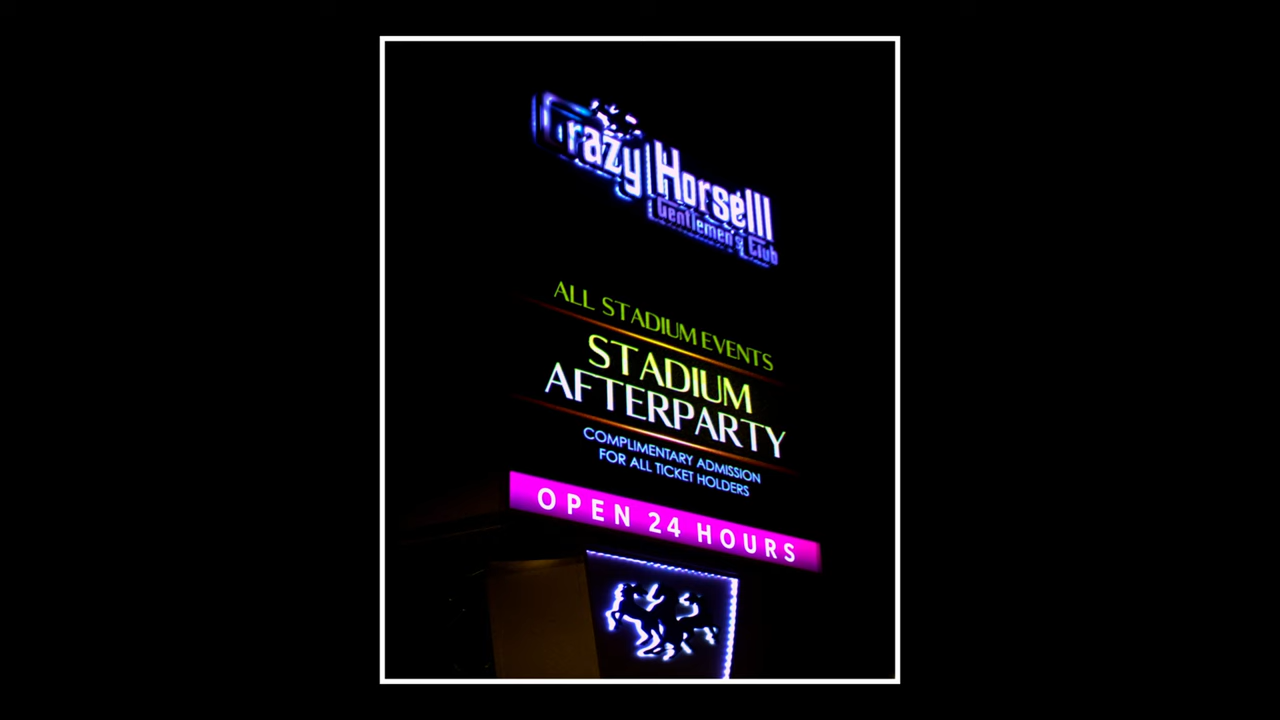 Crazy Horse III
Gentlemen's Club
ALL STADIUM EVENTS
STADIUM
AFTERPARTY
COMPLIMENTARY ADMISSION
FOR ALL TICKET HOLDERS
OPEN 24 HOURS